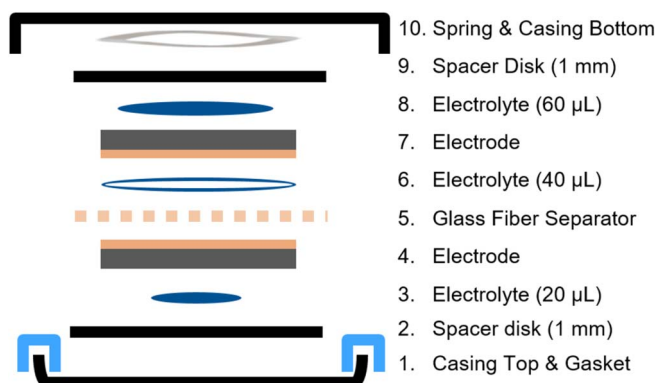 10. Spring & Casing Bottom
9. Spacer Disk (1 mm)
8. Electrolyte (60 µL)
7. Electrode
6. Electrolyte (40 µL)
5. Glass Fiber Separator
4. Electrode
3. Electrolyte (20 µL)
2. Spacer disk (1 mm)
1. Casing Top & Gasket